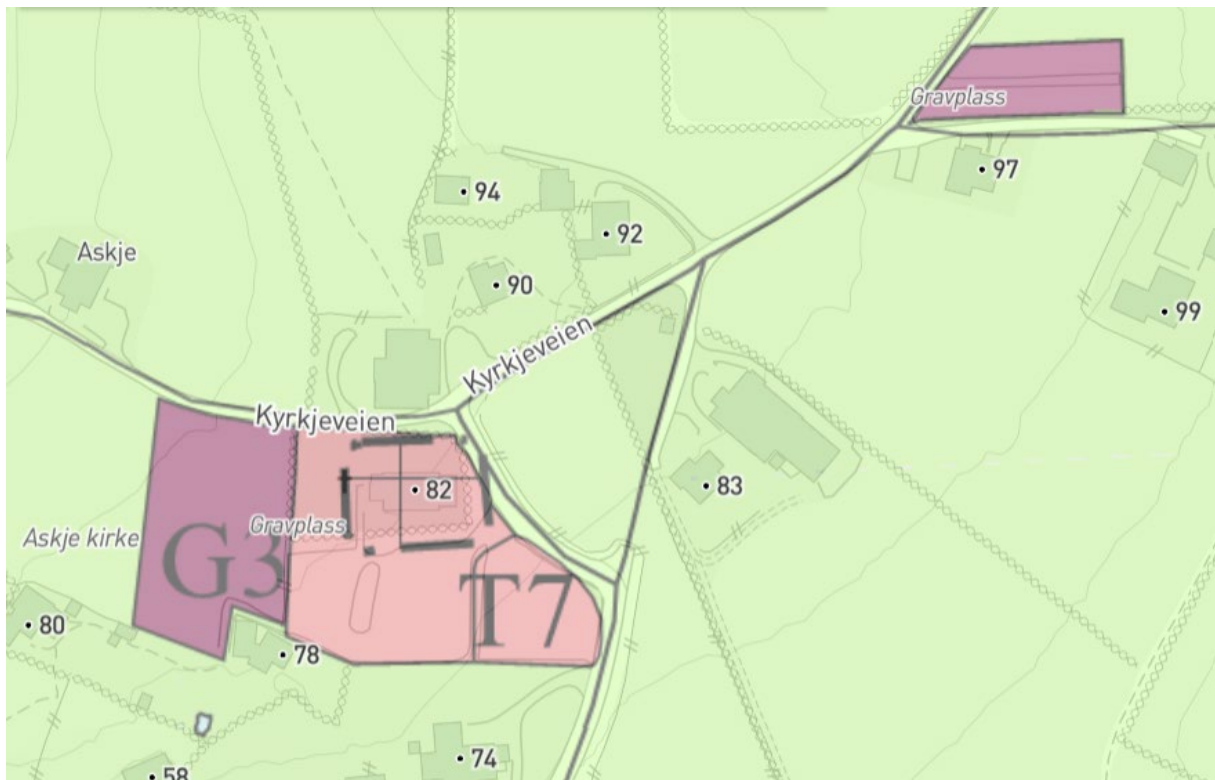 Gravplass
97
94
92
Askje
90
99
Kyrkjeveien
Kyrkjeveien
82
83
Gravplass
Askje kirke
G3
T7
80
78
74
58